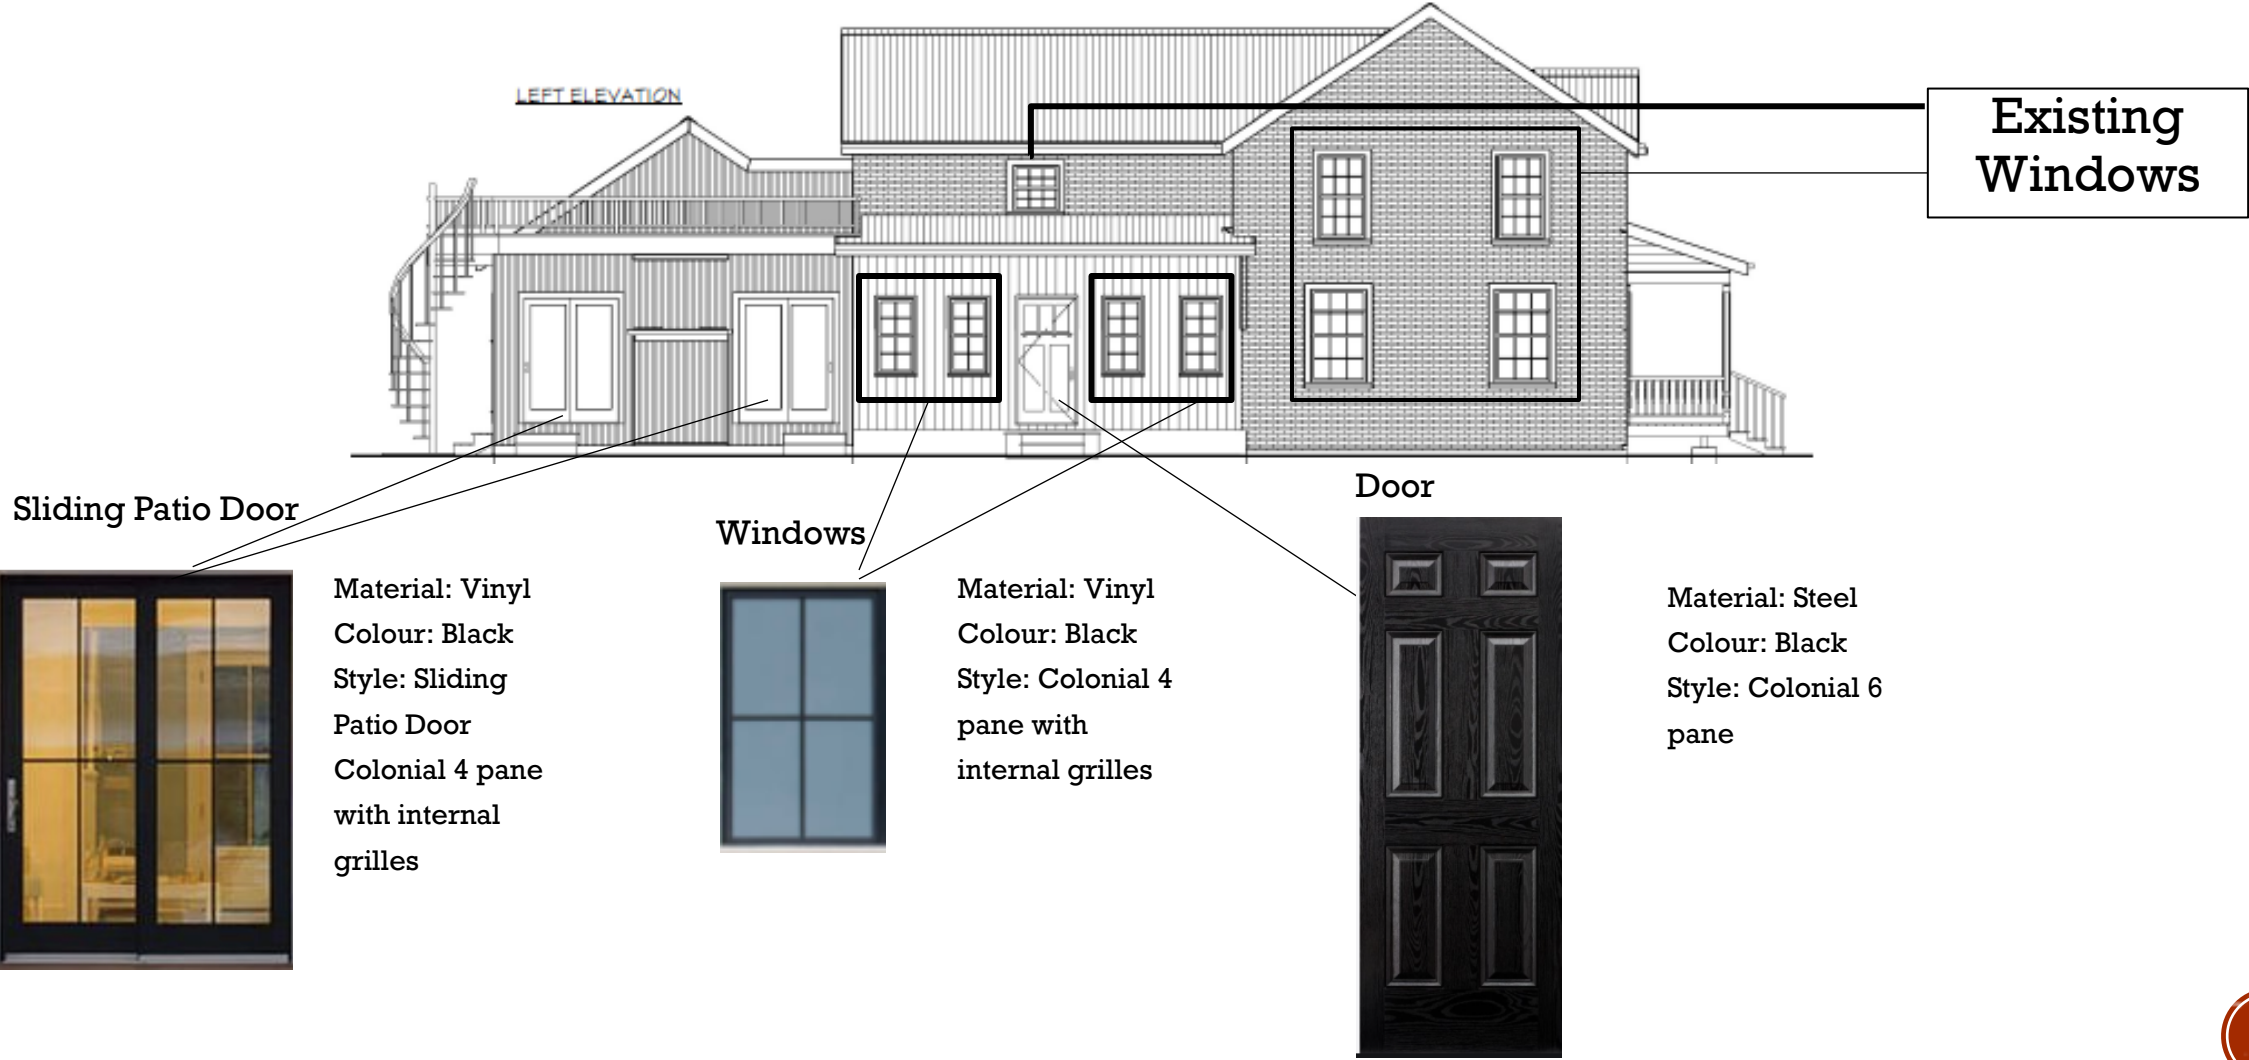 LEFT ELEVATION
Existing
Windows
Sliding Patio Door
Material: Vinyl
Colour: Black
Style: Sliding
Patio Door
Colonial 4 pane
with internal
grilles
Windows
Material: Vinyl
Colour: Black
Style: Colonial 4
pane with
internal grilles
Door
Material: Steel
Colour: Black
Style: Colonial 6
pane